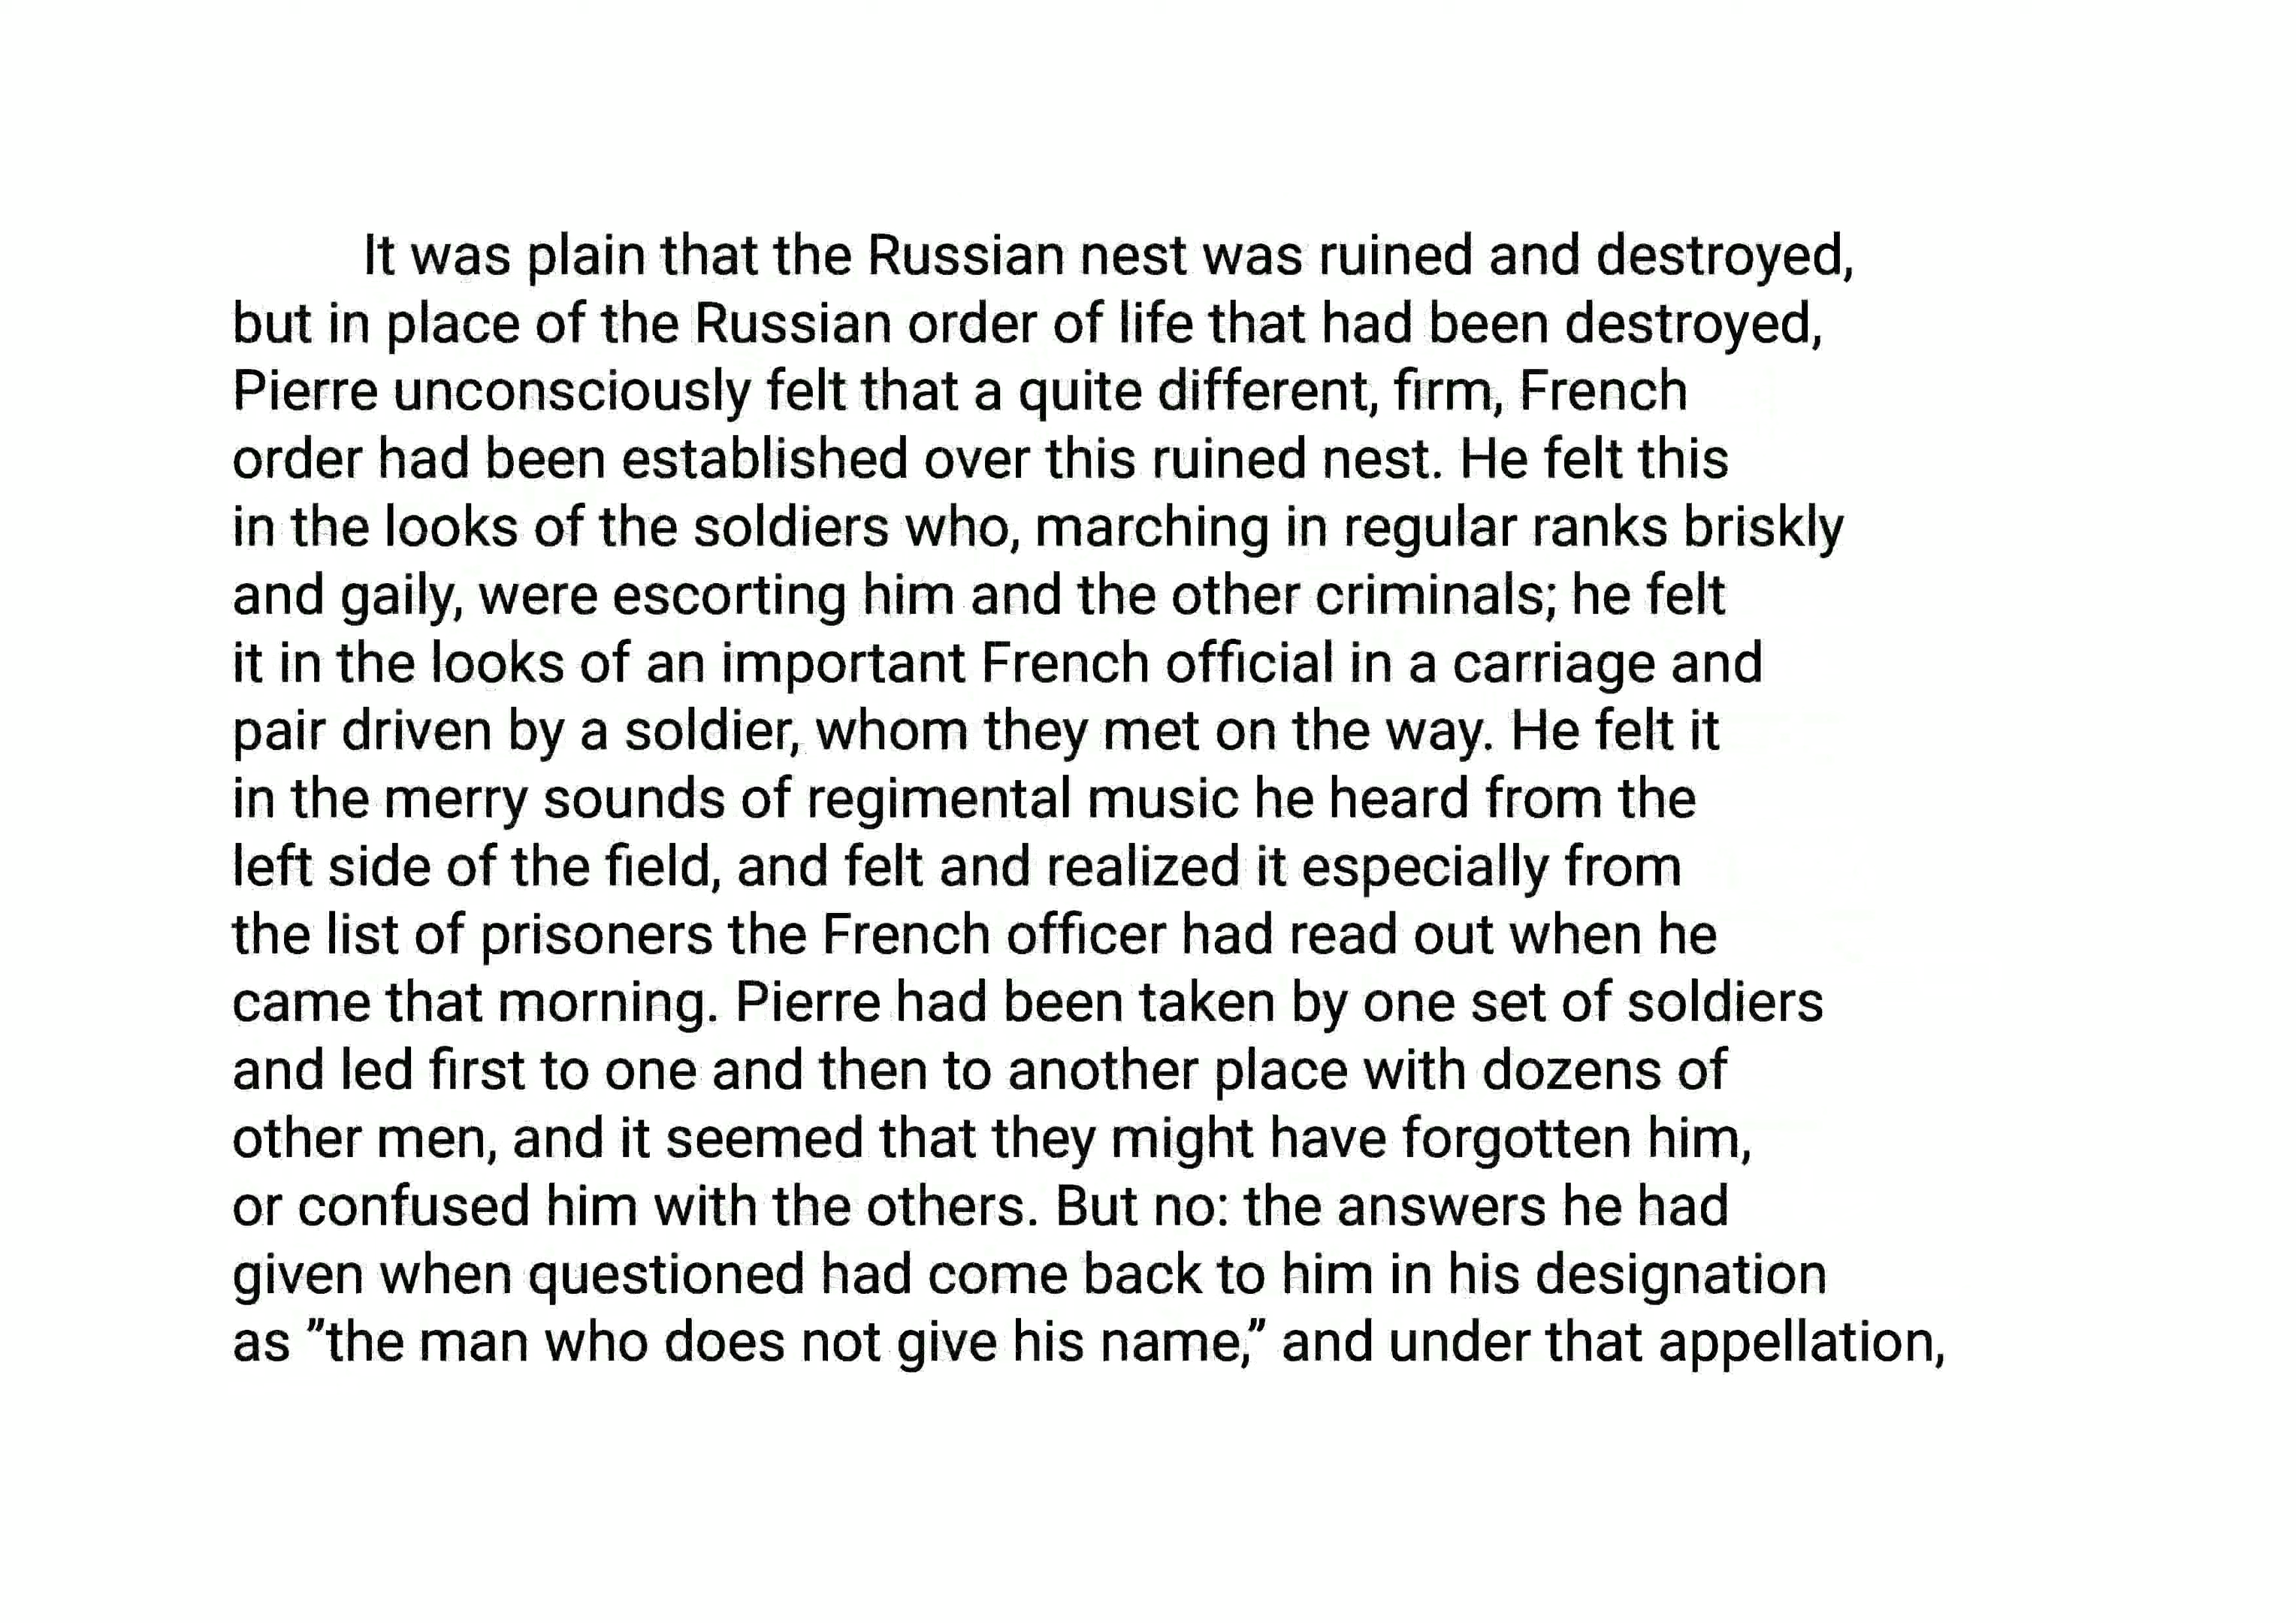 It was plain that the Russian nest was ruined and destroyed,
but in place of the Russian order of life that had been destroyed,
Pierre unconsciously felt that a quite different, firm, French
order had been established over this ruined nest. He felt this
in the looks of the soldiers who, marching in regular ranks briskly
and gaily, were escorting him and the other criminals; he felt
it in the looks of an important French official in a carriage and
pair driven by a soldier, whom they met on the way. He felt it
in the merry sounds of regimental music he heard from the
left side of the field, and felt and realized it especially from
the list of prisoners the French officer had read out when he
came that morning. Pierre had been taken by one set of soldiers
and led first to one and then to another place with dozens of
other men, and it seemed that they might have forgotten him,
or confused him with the others. But no: the answers he had
given when questioned had come back to him in his designation
as ”the man who does not give his name,” and under that appellation,